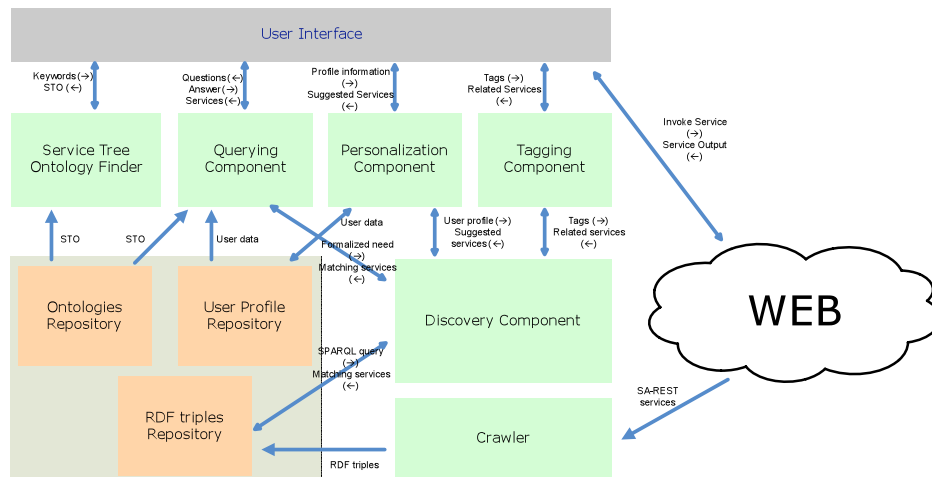 User Interface
Keywords (→)
STO (←)
Questions (←)
Answer (→)
Services (←)
Profile information
(→)
Suggested Services
(←)
Tags (→)
Related Services
(←)
Invoke Service
(→)
Service Output
(←)
Service Tree
Ontology Finder
Querying
Component
Personalization
Component
Tagging
Component
STO
STO
User data
User data
User profile (→)
Suggested
services (←)
Tags (→)
Related services
(←)
Formalized need
(→)
Matching services
(←)
Ontologies
Repository
User Profile
Repository
Discovery Component
WEB
SPARQL query
(→)
Matching services
(←)
SA-REST
services
RDF triples
Repository
Crawler
RDF triples